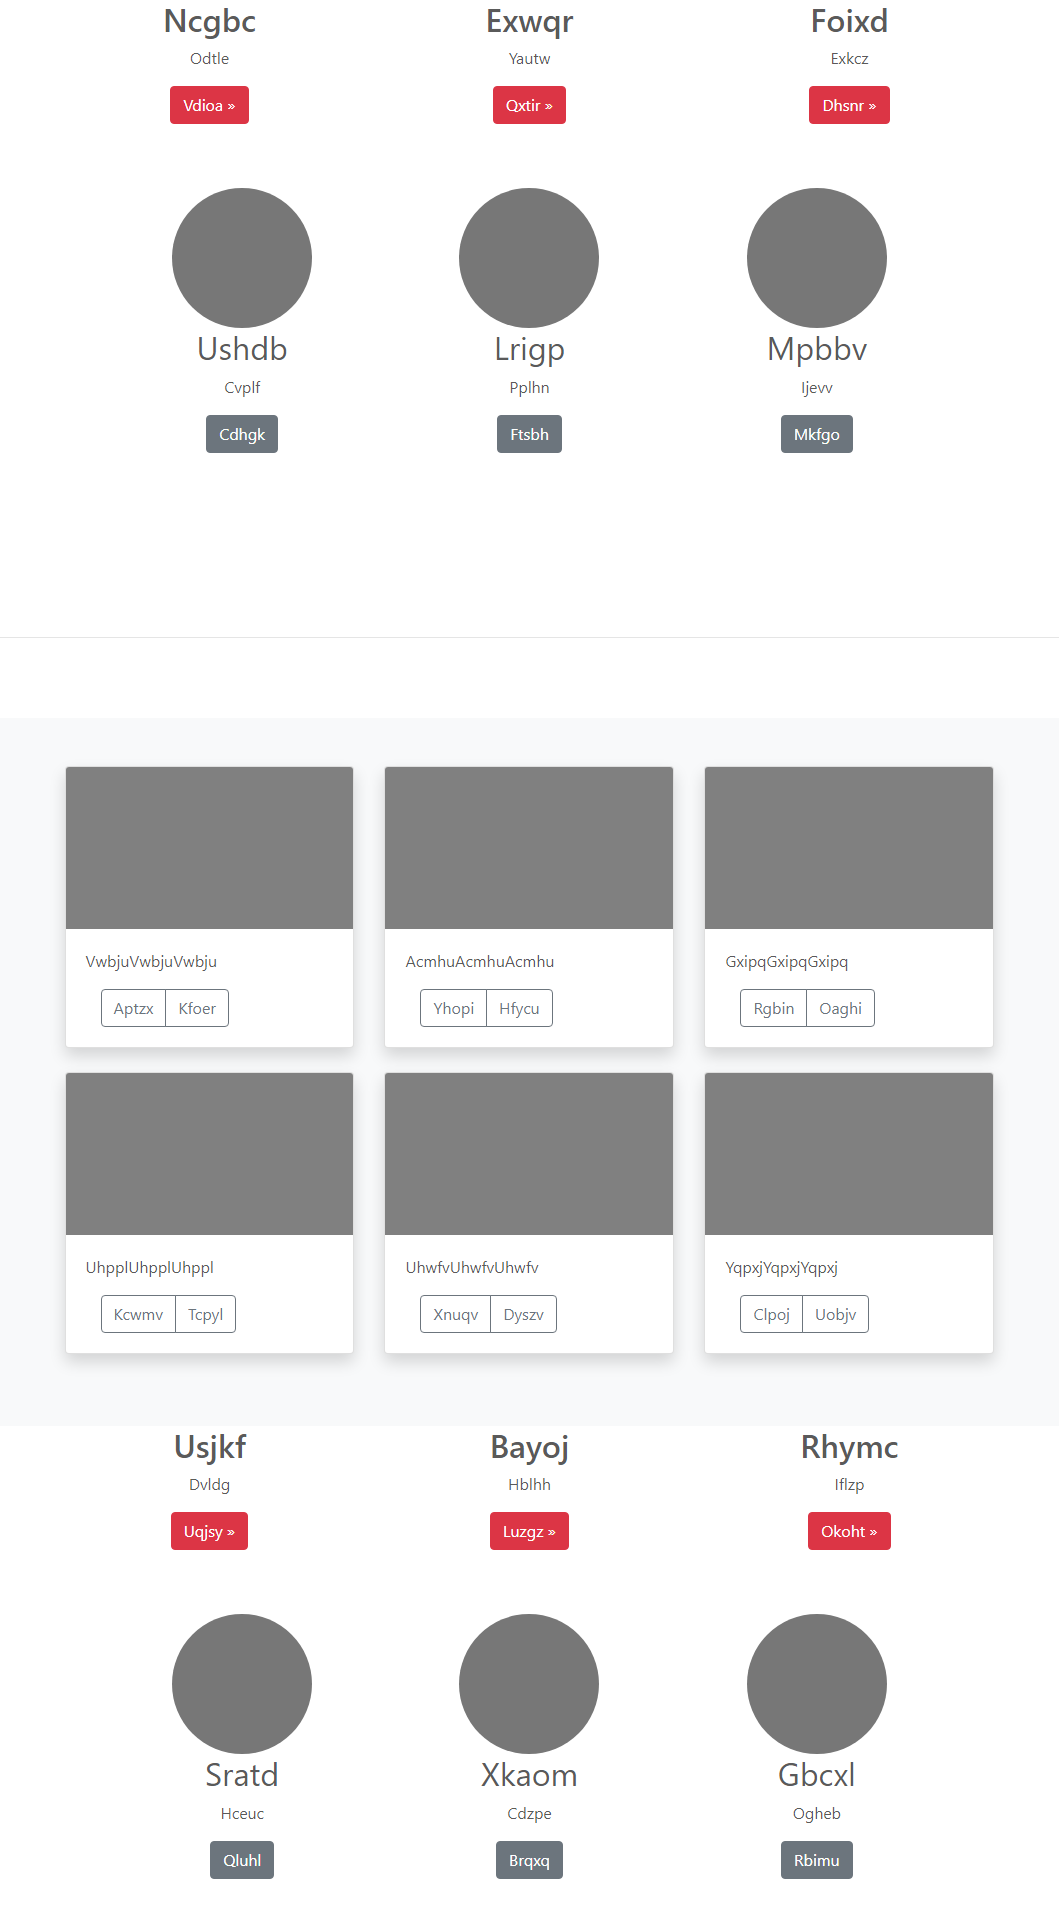 Ncgbc
Odtle
Vdioa »
Exwqr
Yautw
Qxtir »
Foixd
Exkcz
Dhsnr »
Ushdb
Cvplf
Cdhgk
Lrigp
Pplhn
Ftsbh
Mpbbv
Ijevv
Mkfgo
VwbjuVwbjuVwbju
Aptzx Kfoer
AcmhuAcmhuAcmhu
Yhopi Hfycu
GxipqGxipqGxipq
Rgbin Oaghi
UhpplUhpplUhppl
Kcwmv Tcpyl
UhwfvUhwfvUhwfv
Xnuqv Dyszv
YqpxjYqpxjYqpxj
Clpoj Uobjv
Usjkf
Dvldg
Uqjsy »
Bayoj
Hblhh
Luzgz »
Rhymc
Iflzp
Okoht »
Sratd
Hceuc
Qluhl
Xkaom
Cdzpe
Brqxq
Gbcxl
Ogheb
Rbimu